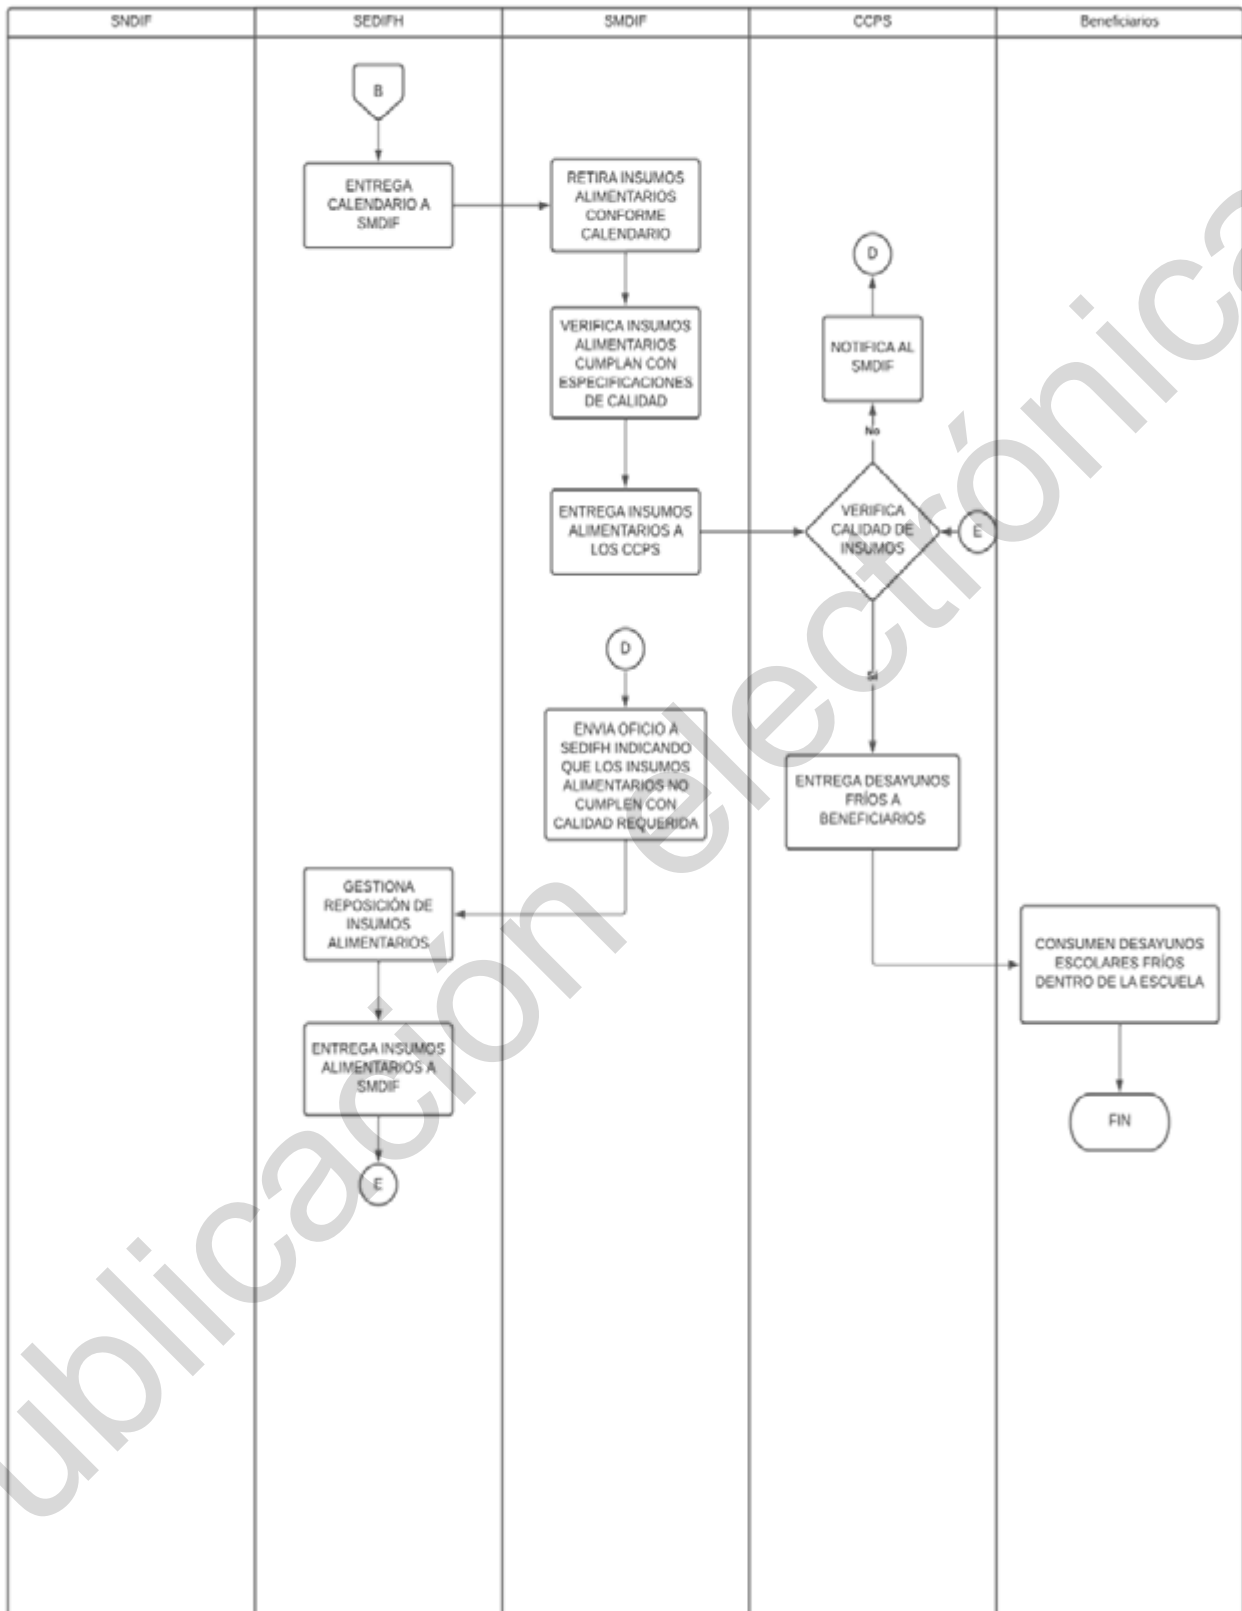 SNDIF
SEDIFH
SMDIF
CCPS
Beneficiarios
B
ENTREGA
CALENDARIO A
SMDIF
RETIRA INSUMOS
ALIMENTARIOS
CONFORME
CALENDARIO
D
VERIFICA INSUMOS
ALIMENTARIOS
CUMPLAN CON
ESPECIFICACIONES
DE CALIDAD
NOTIFICA AL
SMDIF
No
ENTREGA INSUMOS
ALIMENTARIOS A
LOS CCPS
VERIFICA
CALIDAD DE
INSUMOS
E
D
Sí
ENVIA OFICIO A
SEDIFH INDICANDO
QUE LOS INSUMOS
ALIMENTARIOS NO
CUMPLEN CON
CALIDAD REQUERIDA
ENTREGA DESAYUNOS
FRÍOS A
BENEFICIARIOS
GESTIONA
REPOSICIÓN DE
INSUMOS
ALIMENTARIOS
CONSUMEN DESAYUNOS
ESCOLARES FRÍOS
DENTRO DE LA ESCUELA
ENTREGA INSUMOS
ALIMENTARIOS A
SMDIF
FIN
E
ublicación electrónica